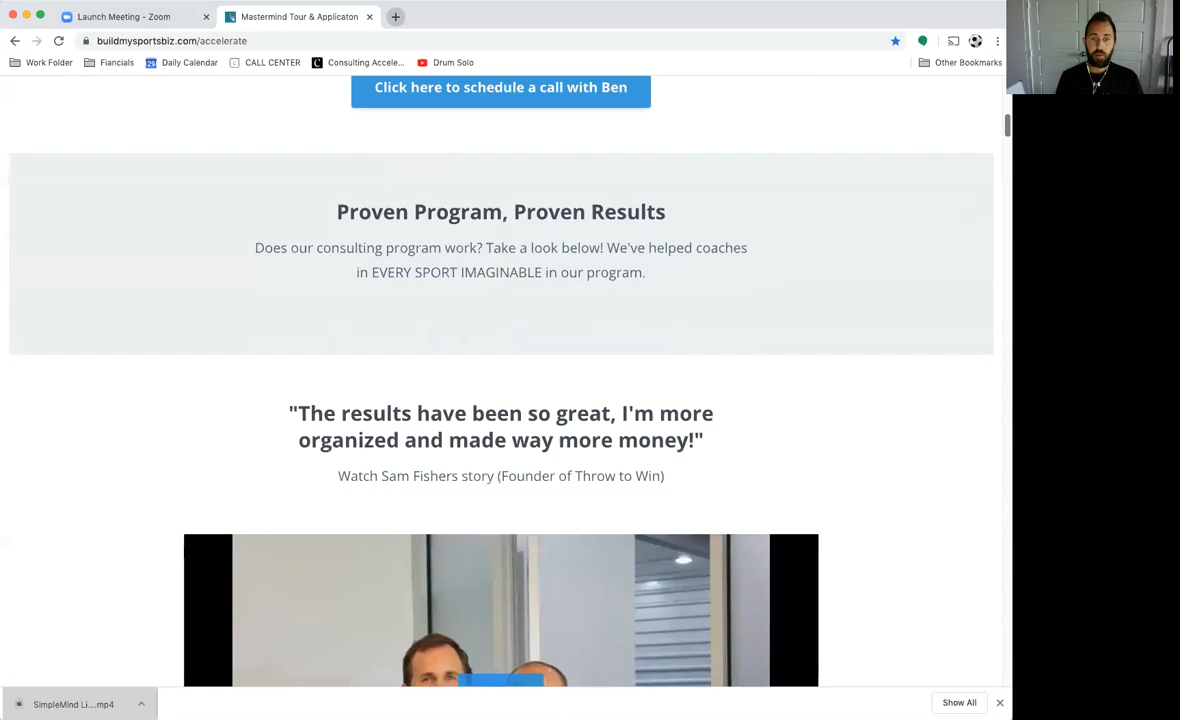 Launch Meeting - Zoom
Mastermind Tour & Applicaton
buildmysportsbiz.com/accelerate
Work Folder
Fiancials
Daily Calendar
CALL CENTER
Consulting Accele...
Drum Solo
Other Bookmarks
Click here to schedule a call with Ben
Proven Program, Proven Results
Does our consulting program work? Take a look below! We've helped coaches
in EVERY SPORT IMAGINABLE in our program.
"The results have been so great, I'm more
organized and made way more money!"
Watch Sam Fishers story (Founder of Throw to Win)
SimpleMind Li....mp4
Show All